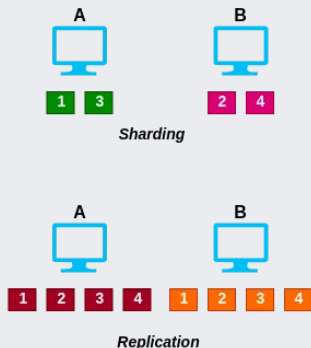 A B
1 3 2 4
Sharding
A B
1 2 3 4 1 2 3 4
Replication